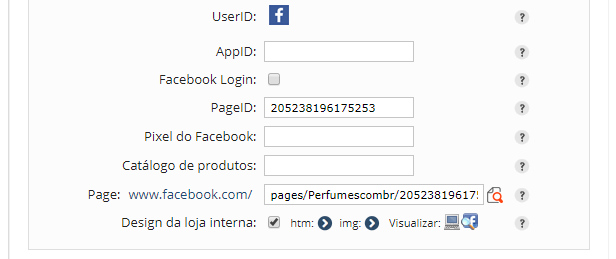 UserID: ?
AppID: ?
Facebook Login: ?
PageID: 205238196175253 ?
Pixel do Facebook: ?
Catálogo de produtos: ?
Page: www.facebook.com/ pages/Perfumescombr/20523819617 ?
Design da loja interna: htm: img: Visualizar: ?